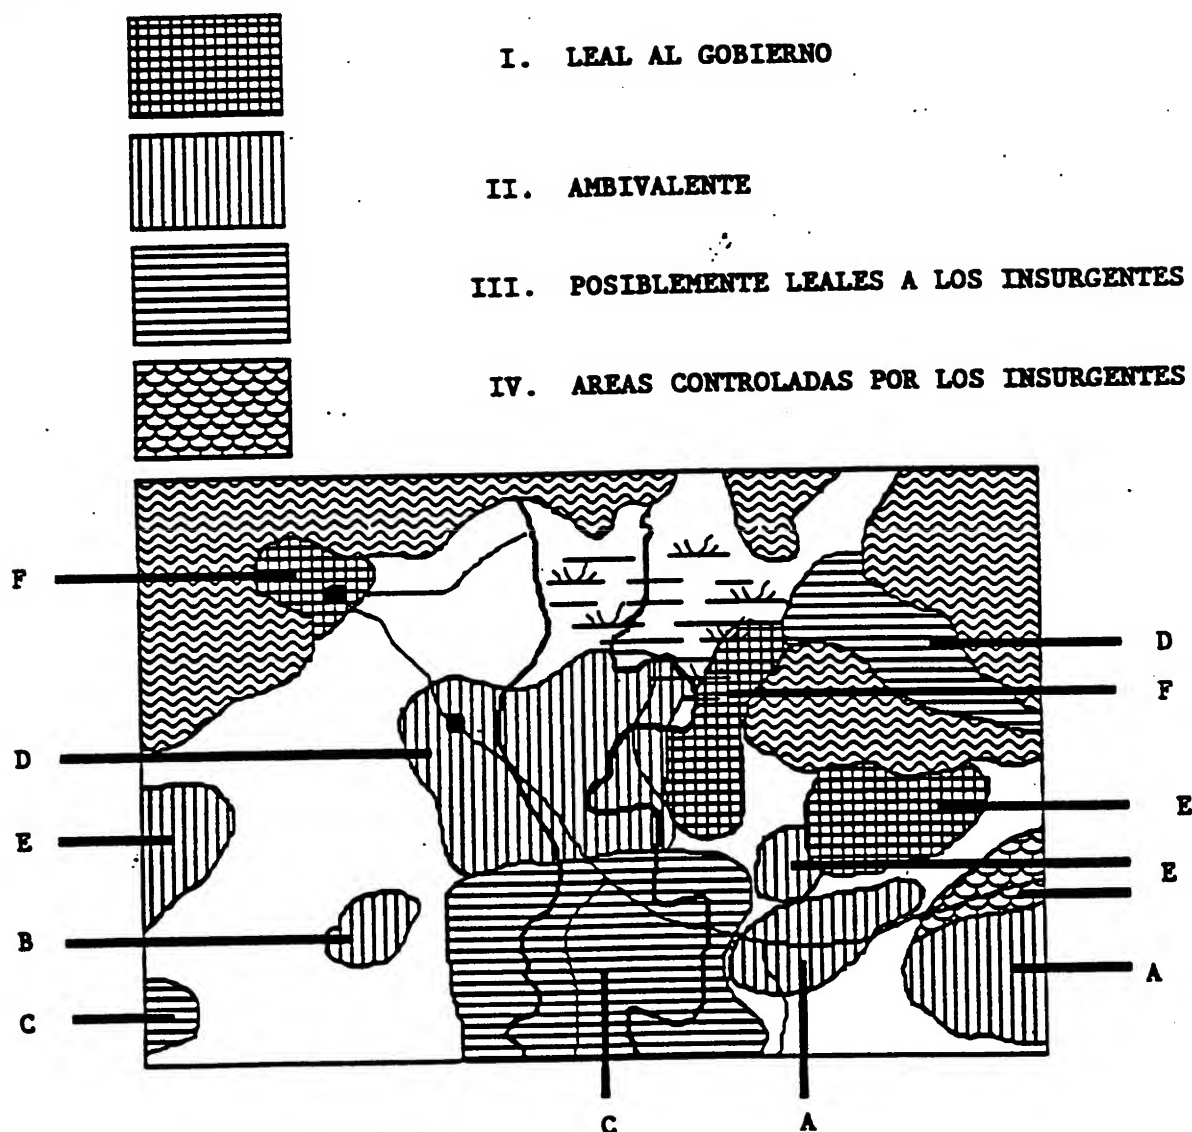 I. LEAL AL GOBIERNO
II. AMBIVALENTE
III. POSIBLEMENTE LEALES A LOS INSURGENTES
IV. AREAS CONTROLADAS POR LOS INSURGENTES
F
D
F
D
E
E
E
B
A
C
C
A